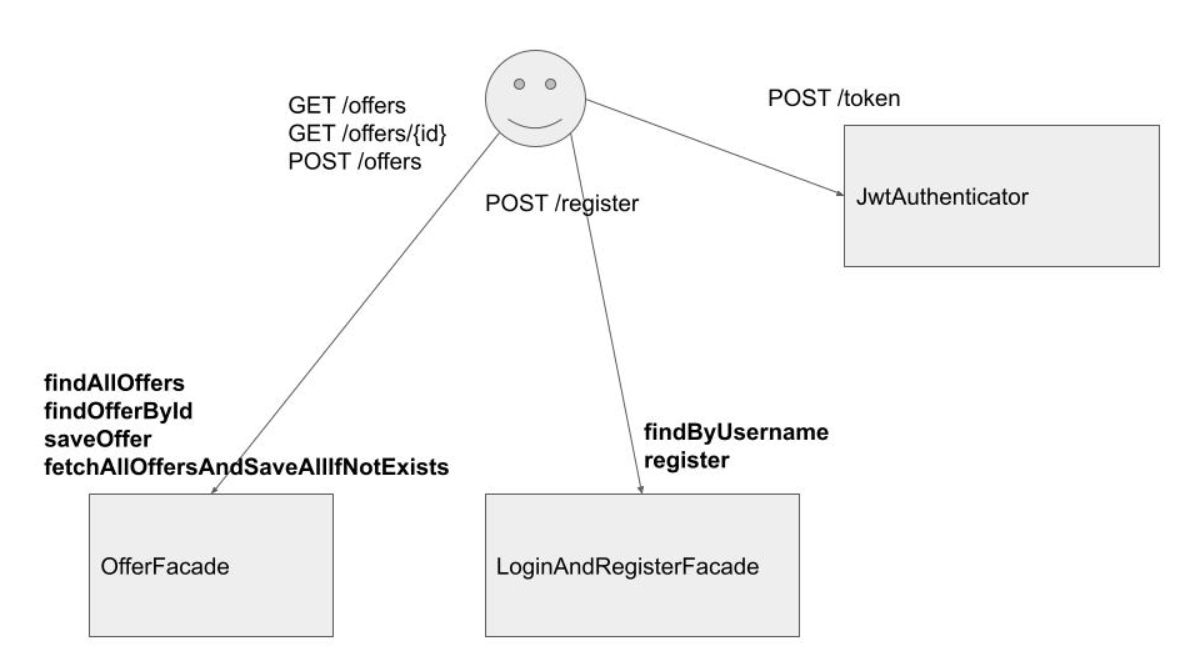 GET /offers
GET /offers/{id}
POST /offers
POST /token
POST /register
JwtAuthenticator
findAllOffers
findOfferById
saveOffer
fetchAllOffersAndSaveAllIfNotExists
findByUsername
register
OfferFacade
LoginAndRegisterFacade